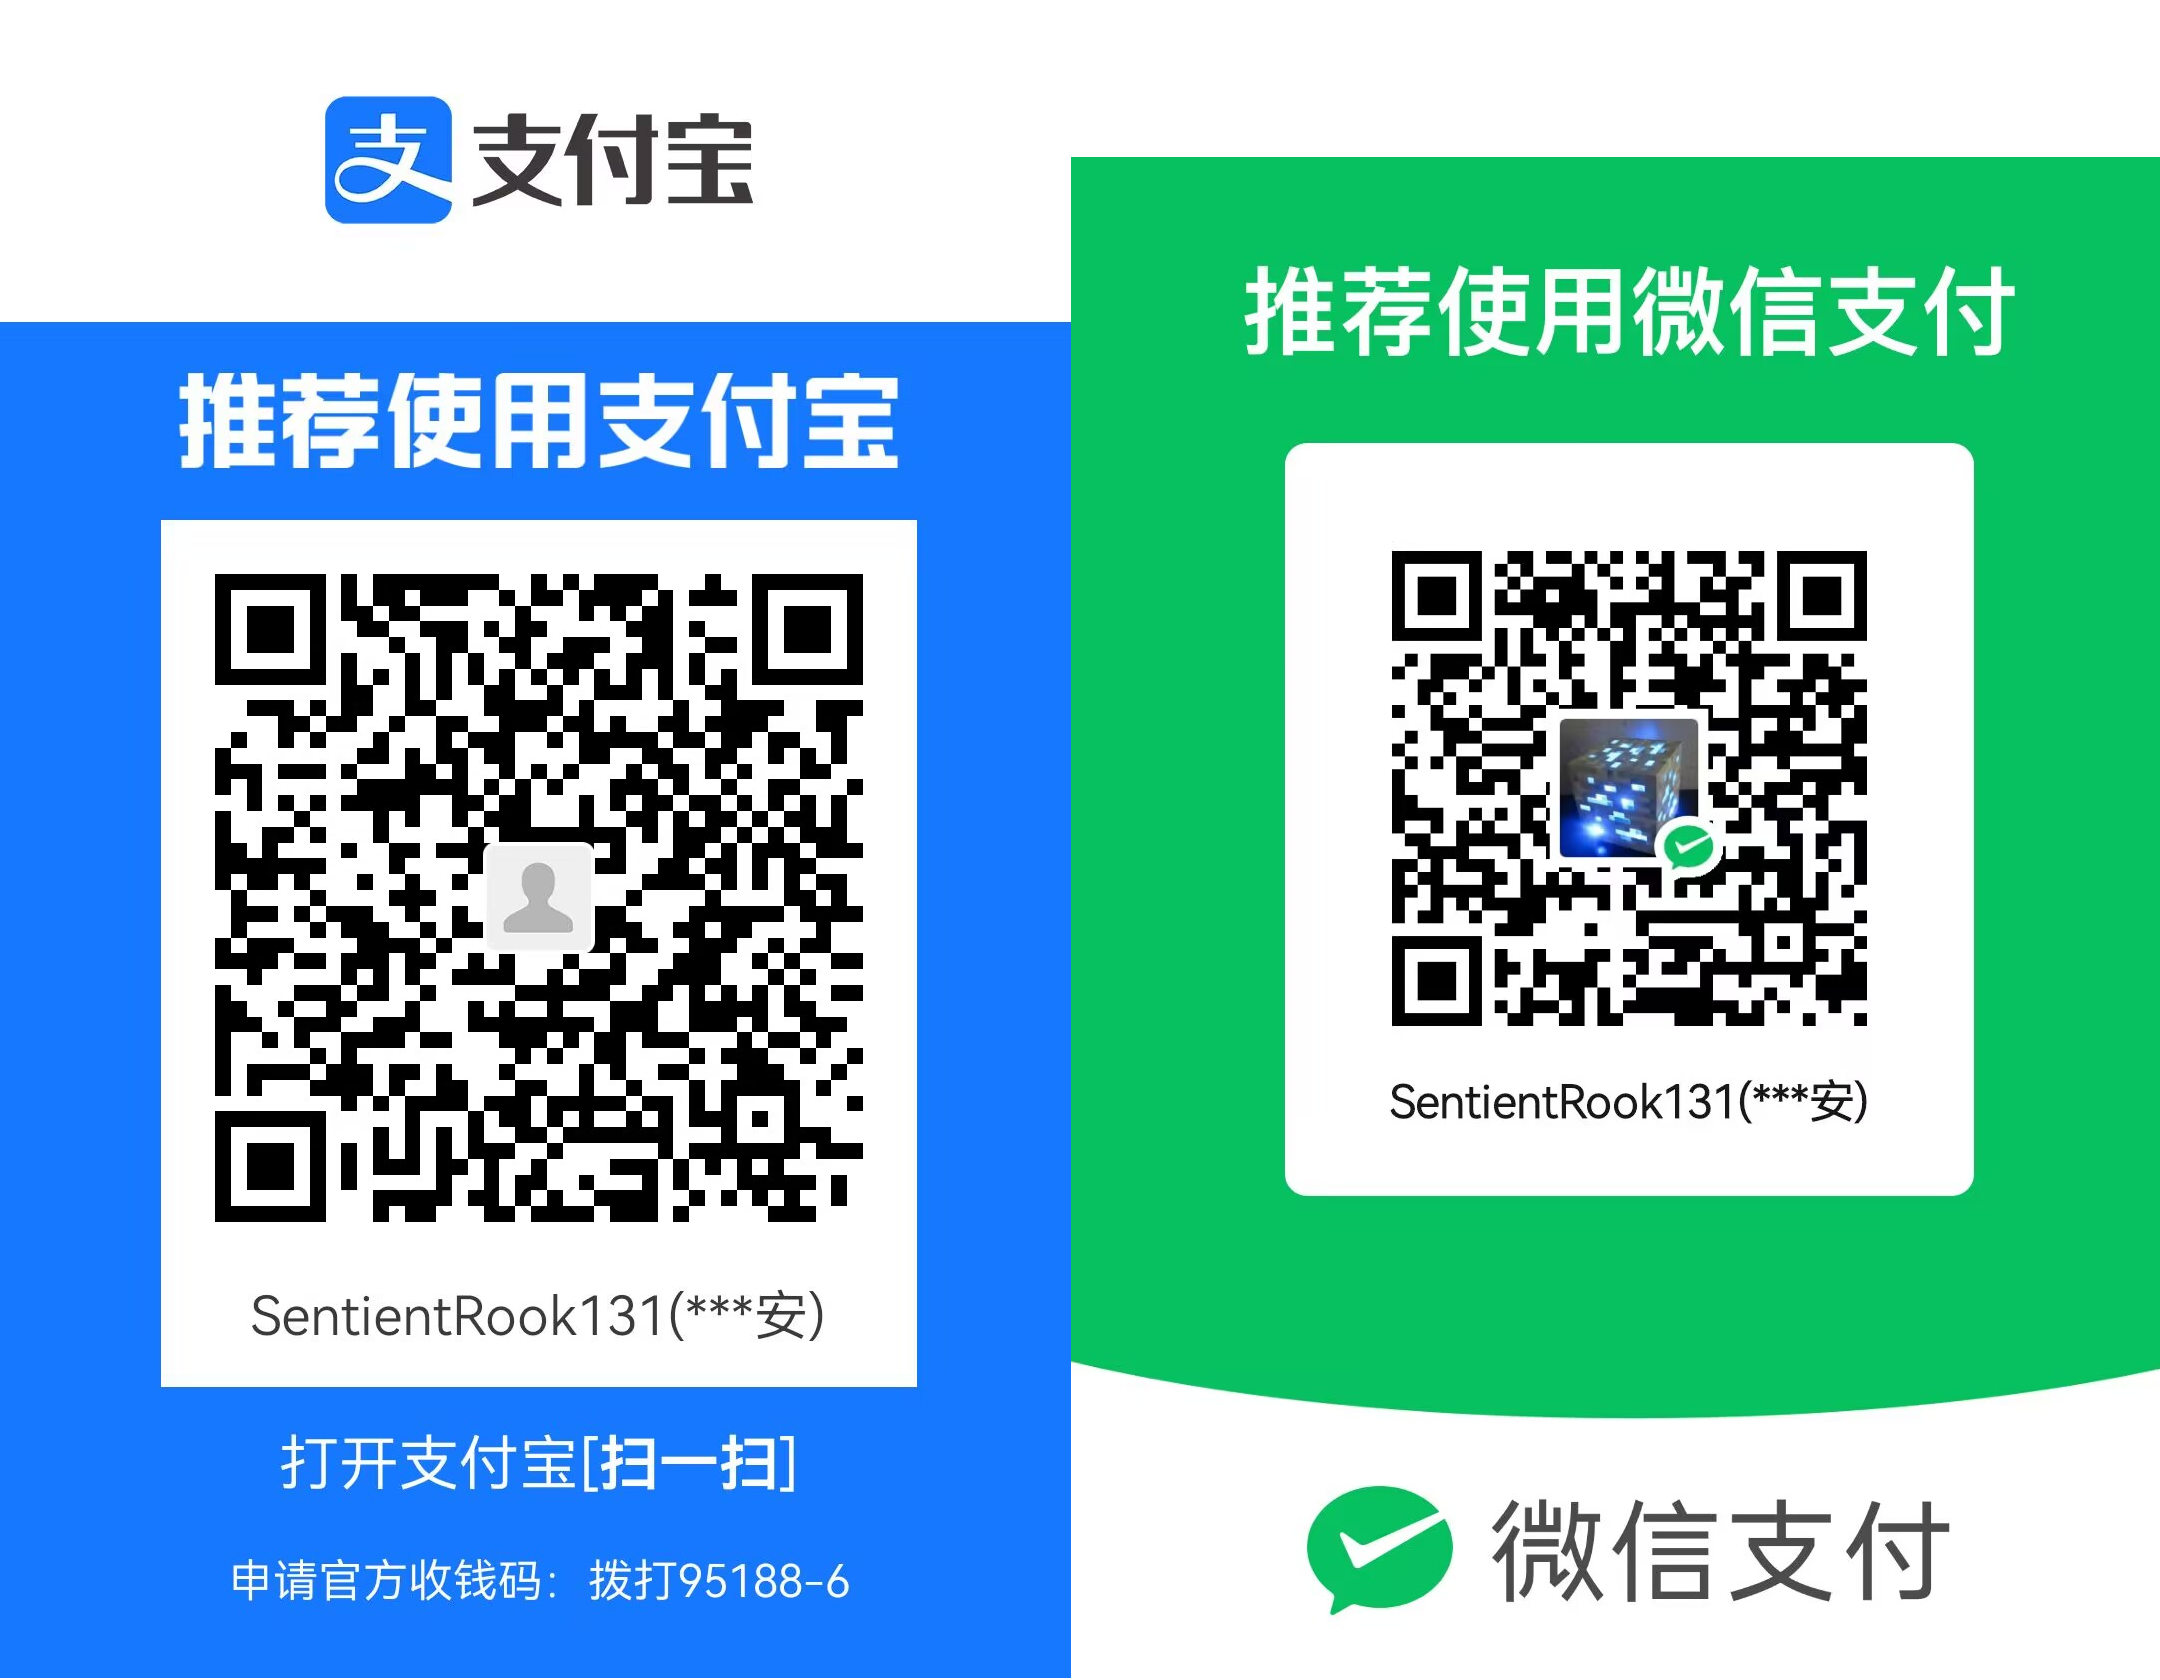 支付宝
推荐使用支付宝
SentientRook131(***安)
打开支付宝[扫一扫]
申请官方收钱码：拨打95188-6
推荐使用微信支付
SentientRook131(***安)
微信支付